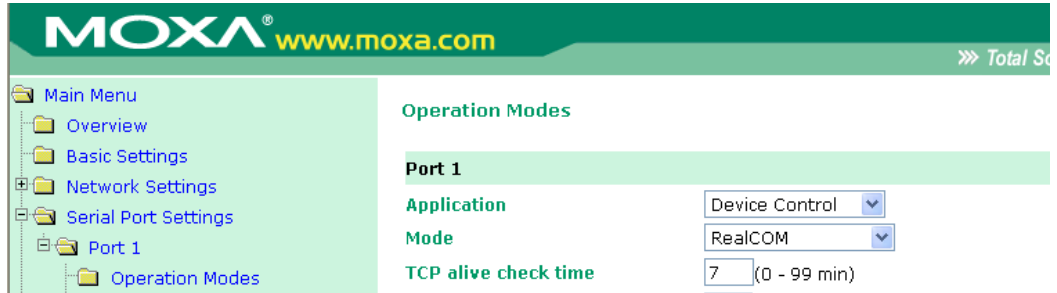 MOXA® www.moxa.com
Total So
Main Menu
Overview
Basic Settings
Network Settings
Serial Port Settings
Port 1
Operation Modes
Operation Modes
Port 1
Application Device Control
Mode RealCOM
TCP alive check time 7 (0 - 99 min)